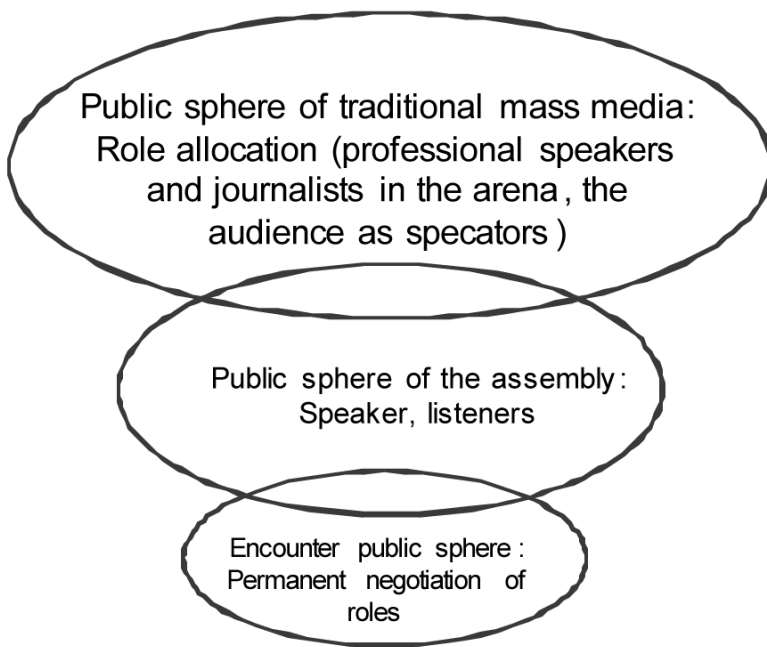 Public sphere of traditional mass media:
Role allocation (professional speakers
and journalists in the arena, the
audience as specators)
Public sphere of the assembly:
Speaker, listeners
Encounter public sphere:
Permanent negotiation of
roles